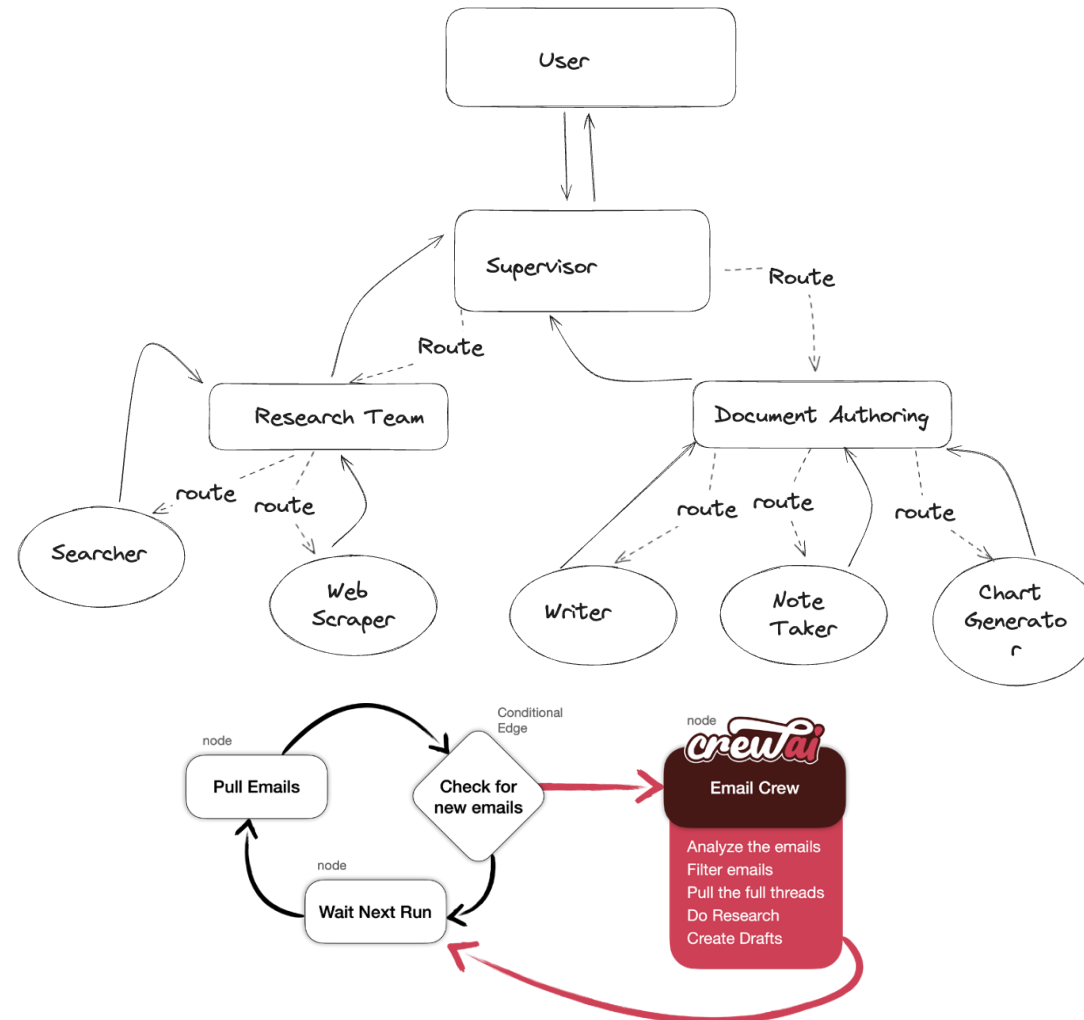 User
Supervisor
Route
Route
Research Team
Document Authoring
route
route
route
route
route
Searcher
Web
Scraper
Writer
Note
Taker
Chart
Generato
r
Conditional
Edge
node
node
crewai
Pull Emails
Check for
new emails
Email Crew
node
Wait Next Run
Analyze the emails
Filter emails
Pull the full threads
Do Research
Create Drafts